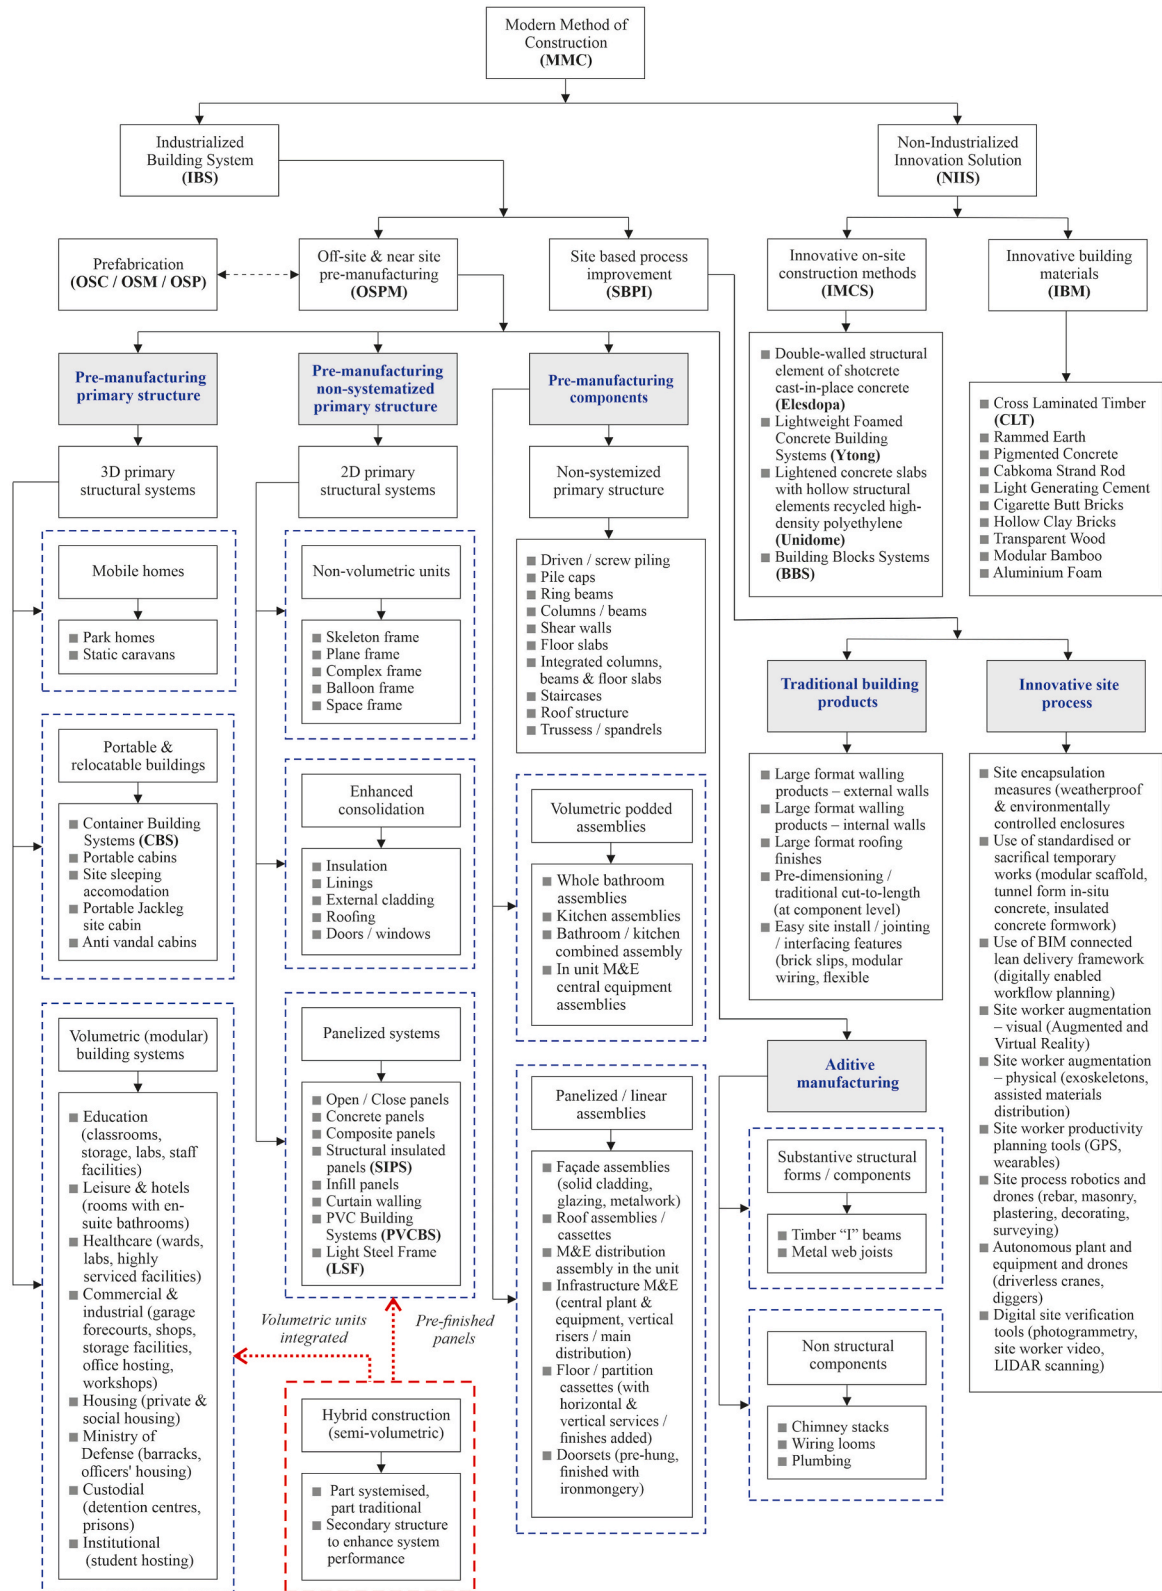 Modern Method of
Construction
(MMC)
Industrialized
Building System
(IBS)
Non-Industrialized
Innovation Solution
(NIIS)
Prefabrication
(OSC / OSM / OSP)
Off-site & near site
pre-manufacturing
(OSPM)
Site based process
improvement
(SBPI)
Innovative on-site
construction methods
(IMCS)
Innovative building
materials
(IBM)
Pre-manufacturing
primary structure
Pre-manufacturing
non-systematized
primary structure
Pre-manufacturing
components
Double-walled structural
element of shotcrete
cast-in-place concrete
(Elesdopa)
Lightweight Foamed
Concrete Building
Systems (Ytong)
Lightened concrete slabs
with hollow structural
elements recycled high-
density polyethylene
(Unidome)
Building Blocks Systems
(BBS)
Cross Laminated Timber
(CLT)
Rammed Earth
Pigmented Concrete
Cabkoma Strand Rod
Light Generating Cement
Cigarette Butt Bricks
Hollow Clay Bricks
Transparent Wood
Modular Bamboo
Aluminium Foam
3D primary
structural systems
2D primary
structural systems
Non-systemized
primary structure
Mobile homes
Park homes
Static caravans
Non-volumetric units
Skeleton frame
Plane frame
Complex frame
Balloon frame
Space frame
Driven / screw piling
Pile caps
Ring beams
Columns / beams
Shear walls
Floor slabs
Integrated columns,
beams & floor slabs
Staircases
Roof structure
Trussess / spandrels
Traditional building
products
Innovative site
process
Portable &
relocatable buildings
Container Building
Systems (CBS)
Portable cabins
Site sleeping
accomodation
Portable Jackleg
site cabin
Anti vandal cabins
Enhanced
consolidation
Insulation
Linings
External cladding
Roofing
Doors / windows
Volumetric podded
assemblies
Whole bathroom
assemblies
Kitchen assemblies
Bathroom / kitchen
combined assembly
In unit M&E
central equipment
assemblies
Large format walling
products – external walls
Large format walling
products – internal walls
Large format roofing
finishes
Pre-dimensioning /
traditional cut-to-length
(at component level)
Easy site install / jointing
/ interfacing features
(brick slips, modular
wiring, flexible
Site encapsulation
measures (weatherproof
& environmentally
controlled enclosures
Use of standardised or
sacrifical temporary
works (modular scaffold,
tunnel form in-situ
concrete, insulated
concrete formwork)
Use of BIM connected
lean delivery framework
(digitally enabled
workflow planning)
Site worker augmentation
– visual (Augmented and
Virtual Reality)
Site worker augmentation
– physical (exoskeletons,
assisted materials
distribution)
Site worker productivity
planning tools (GPS,
wearables)
Site process robotics and
drones (rebar, masonry,
plastering, decorating,
surveying)
Autonomous plant and
equipment and drones
(driverless cranes,
diggers)
Digital site verification
tools (photogrammetry,
site worker video,
LIDAR scanning)
Volumetric (modular)
building systems
Education
(classrooms,
storage, labs, staff
facilities)
Leisure & hotels
(rooms with en-
suite bathrooms)
Healthcare (wards,
labs, highly
serviced facilities)
Commercial &
industrial (garage
forecourts, shops,
storage facilities,
office hosting,
workshops)
Housing (private &
social housing)
Ministry of
Defense (barracks,
officers' housing)
Custodial
(detention centres,
prisons)
Institutional
(student hosting)
Panelized systems
Open / Close panels
Concrete panels
Composite panels
Structural insulated
panels (SIPS)
Infill panels
Curtain walling
PVC Building
Systems (PVCBS)
Light Steel Frame
(LSF)
Volumetric units
integrated
Pre-finished
panels
Hybrid construction
(semi-volumetric)
Part systemised,
part traditional
Secondary structure
to enhance system
performance
Panelized / linear
assemblies
Façade assemblies
(solid cladding,
glazing, metalwork)
Roof assemblies /
cassettes
M&E distribution
assembly in the unit
Infrastructure M&E
(central plant &
equipment, vertical
risers / main
distribution)
Floor / partition
cassettes (with
horizontal &
vertical services /
finishes added)
Doorsets (pre-hung,
finished with
ironmongery)
Aditive
manufacturing
Substantive structural
forms / components
Timber “I” beams
Metal web joists
Non structural
components
Chimney stacks
Wiring looms
Plumbing